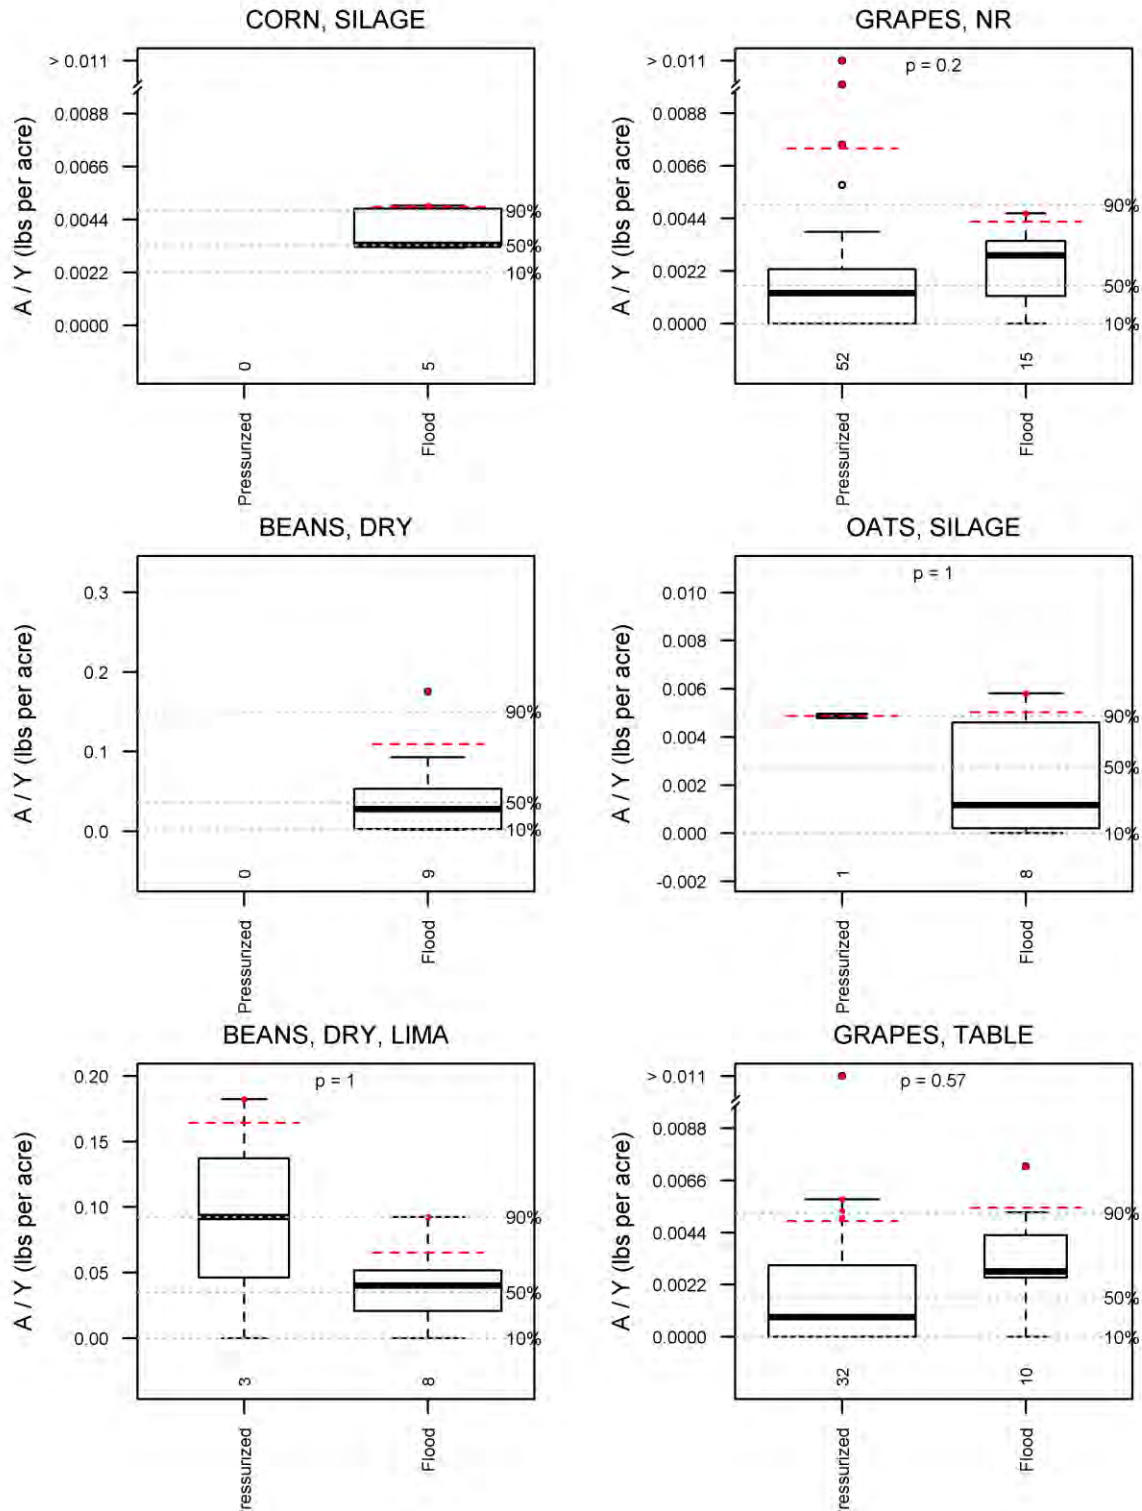 CORN, SILAGE
A / Y (lbs per acre)
> 0.011
0.0088
0.0066
0.0044
0.0022
0.0000
90%
50%
10%
0
5
Pressurized
Flood
GRAPES, NR
A / Y (lbs per acre)
> 0.011
0.0088
0.0066
0.0044
0.0022
0.0000
p = 0.2
90%
50%
10%
52
15
Pressurized
Flood
BEANS, DRY
A / Y (lbs per acre)
0.3
0.2
0.1
0.0
90%
50%
10%
0
9
Pressurized
Flood
OATS, SILAGE
A / Y (lbs per acre)
0.010
0.008
0.006
0.004
0.002
0.000
-0.002
p = 1
90%
50%
10%
1
8
Pressurized
Flood
BEANS, DRY, LIMA
A / Y (lbs per acre)
0.20
0.15
0.10
0.05
0.00
p = 1
90%
50%
10%
3
8
Pressurized
Flood
GRAPES, TABLE
A / Y (lbs per acre)
> 0.011
0.0088
0.0066
0.0044
0.0022
0.0000
p = 0.57
90%
50%
10%
32
10
Pressurized
Flood